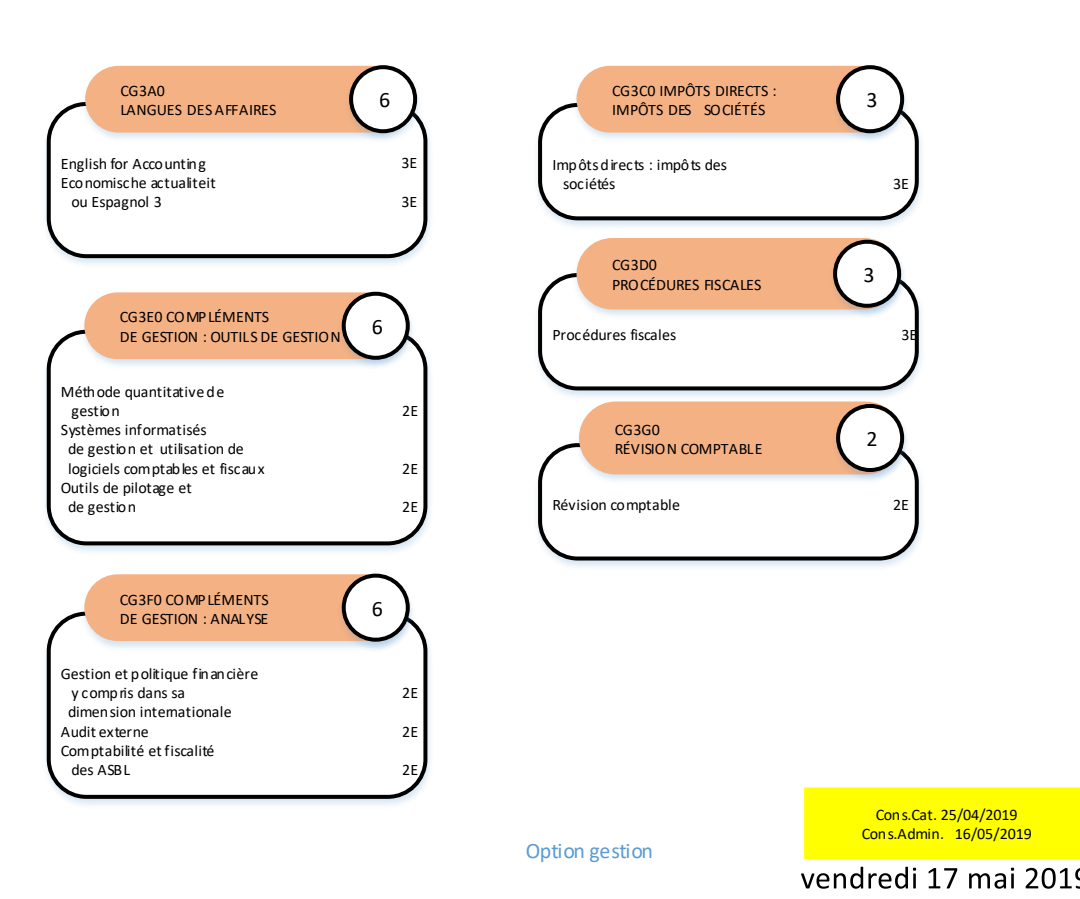 CG3A0
LANGUES DES AFFAIRES
6
English for Accounting 3E
Economische actualiteit
ou Espagnol 3 3E
CG3E0 COMPLÉMENTS
DE GESTION : OUTILS DE GESTION
6
Méthode quantitative de
gestion 2E
Systèmes informatisés
de gestion et utilisation de
logiciels comptables et fiscaux 2E
Outils de pilotage et
de gestion 2E
CG3F0 COMPLÉMENTS
DE GESTION : ANALYSE
6
Gestion et politique financière
y compris dans sa 2E
dimension internationale
Audit externe 2E
Comptabilité et fiscalité
des ASBL 2E
CG3C0 IMPÔTS DIRECTS :
IMPÔTS DES SOCIÉTÉS
3
Impôts directs : impôts des
sociétés 3E
CG3D0
PROCÉDURES FISCALES
3
Procédures fiscales 3E
CG3G0
RÉVISION COMPTABLE
2
Révision comptable 2E
Cons.Cat. 25/04/2019
Cons.Admin. 16/05/2019
Option gestion
vendredi 17 mai 2019